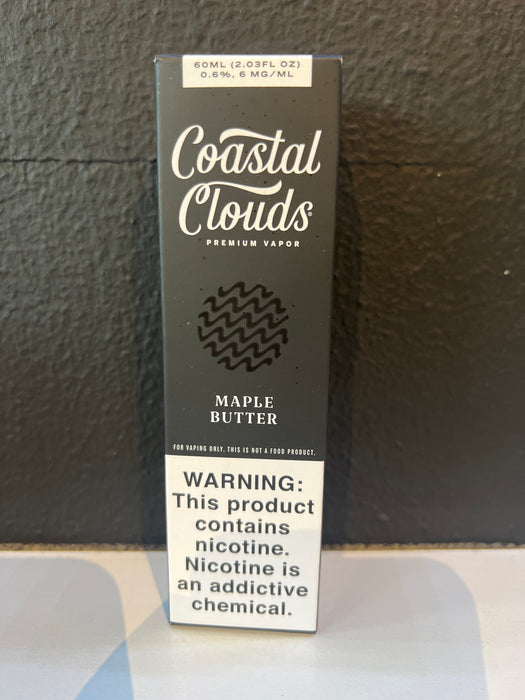 60ML (2.03FL OZ)
0.6%, 6 MG/ML
Coastal
Clouds®
PREMIUM VAPOR
MAPLE
BUTTER
FOR VAPING ONLY. THIS IS NOT A FOOD PRODUCT.
WARNING:
This product
contains
nicotine.
Nicotine is
an addictive
chemical.